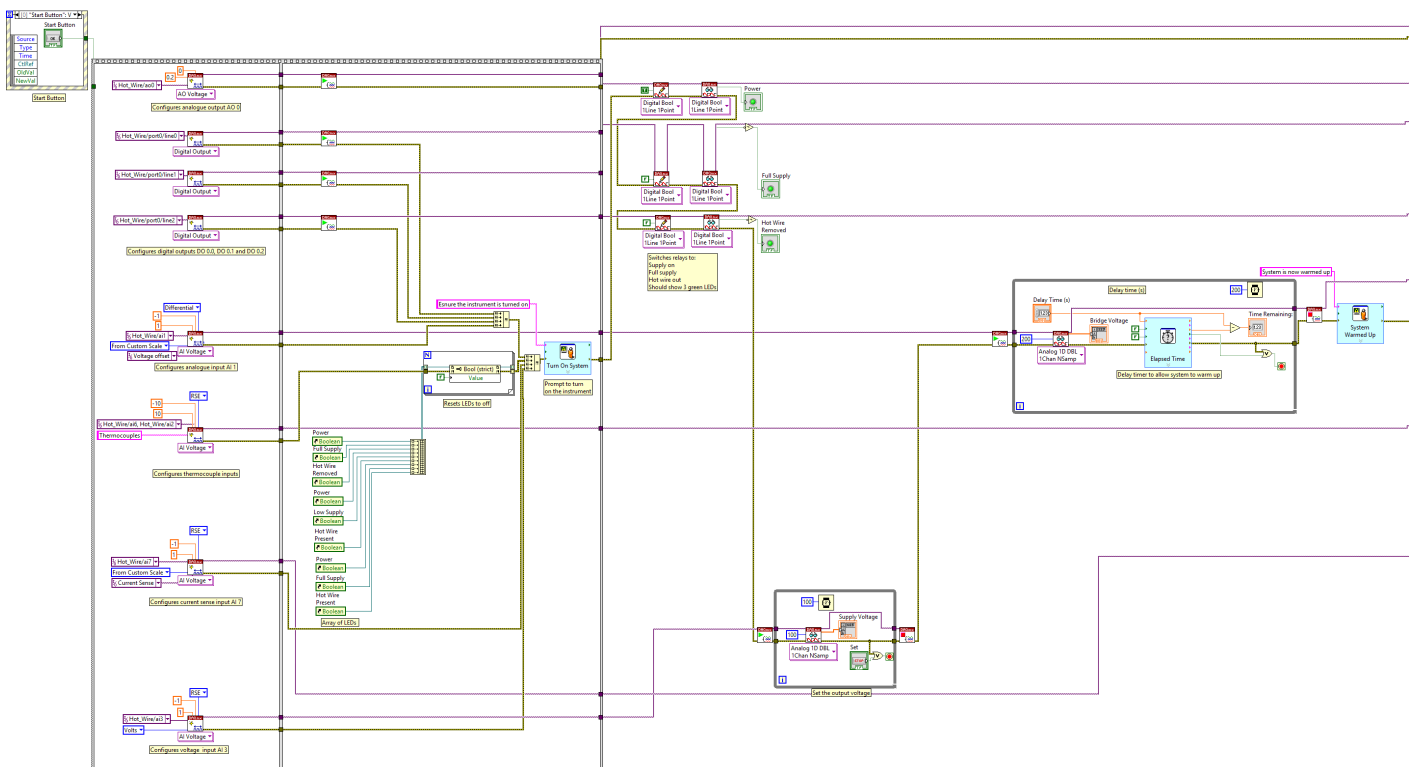 [0] "Start Button": V
Start Button
OK
Source
Type
Time
CtlRef
OldVal
NewVal
Start Button
0
0.2
Hot_Wire/ao0
AO Voltage
Configures analogue output AO 0
Hot_Wire/port0/line0
Digital Output
Hot_Wire/port0/line1
Digital Output
Hot_Wire/port0/line2
Digital Output
Configures digital outputs DO 0.0, DO 0.1 and DO 0.2
Differential
-1
1
Hot_Wire/ai1
From Custom Scale
AI Voltage
Voltage offset
Configures analogue input AI 1
RSE
-10
10
Hot_Wire/ai6, Hot_Wire/ai2
Thermocouples
AI Voltage
Configures thermocouple inputs
RSE
-1
1
Hot_Wire/ai7
From Custom Scale
AI Voltage
Current Sense
Configures current sense input AI 7
RSE
-1
1
Hot_Wire/ai3
Volts
AI Voltage
Configures voltage input AI 3
Esnure the instrument is turned on
N
Bool (strict)
Value
F
i
Resets LEDs to off
Turn On System
Prompt to turn
on the instrument
Power
Boolean
Full Supply
Boolean
Hot Wire
Removed
Boolean
Power
Boolean
Low Supply
Boolean
Hot Wire
Present
Boolean
Power
Boolean
Full Supply
Boolean
Hot Wire
Present
Boolean
Array of LEDs
Digital Bool
1Line 1Point
Digital Bool
1Line 1Point
Power
F
Digital Bool
1Line 1Point
Digital Bool
1Line 1Point
Full Supply
F
Digital Bool
1Line 1Point
Digital Bool
1Line 1Point
Hot Wire
Removed
Switches relays to:
Supply on
Full supply
Hot wire out
Should show 3 green LEDs
100
Supply Voltage
100
Analog 1D DBL
1Chan NSamp
Set
STOP
i
Set the output voltage
Delay time (s)
200
Delay Time (s)
1.23
Bridge Voltage
200
Analog 1D DBL
1Chan NSamp
F
F
Elapsed Time
Time Remaining
1.23
Delay timer to allow system to warm up
i
System is now warmed up
System
Warmed Up